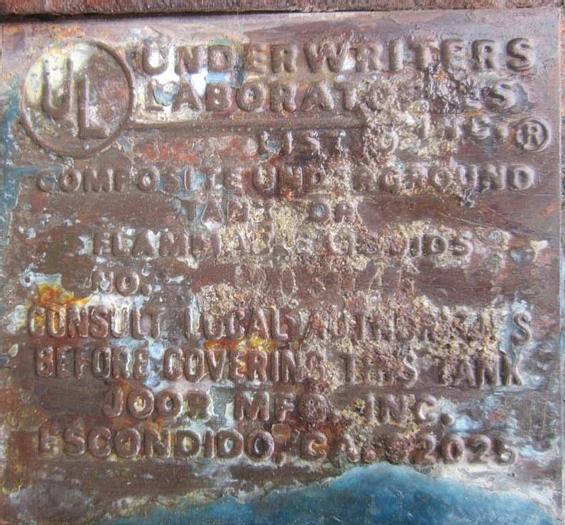 UL
UNDERWRITERS
LABORATORIES
INC. ®
LISTED
COMPOSITE UNDERGROUND
TANK FOR
FLAMMABLE LIQUIDS
NO.
CONSULT LOCAL AUTHORITIES
BEFORE COVERING THIS TANK
JOOR MFG. INC.
ESCONDIDO, CA. 92025